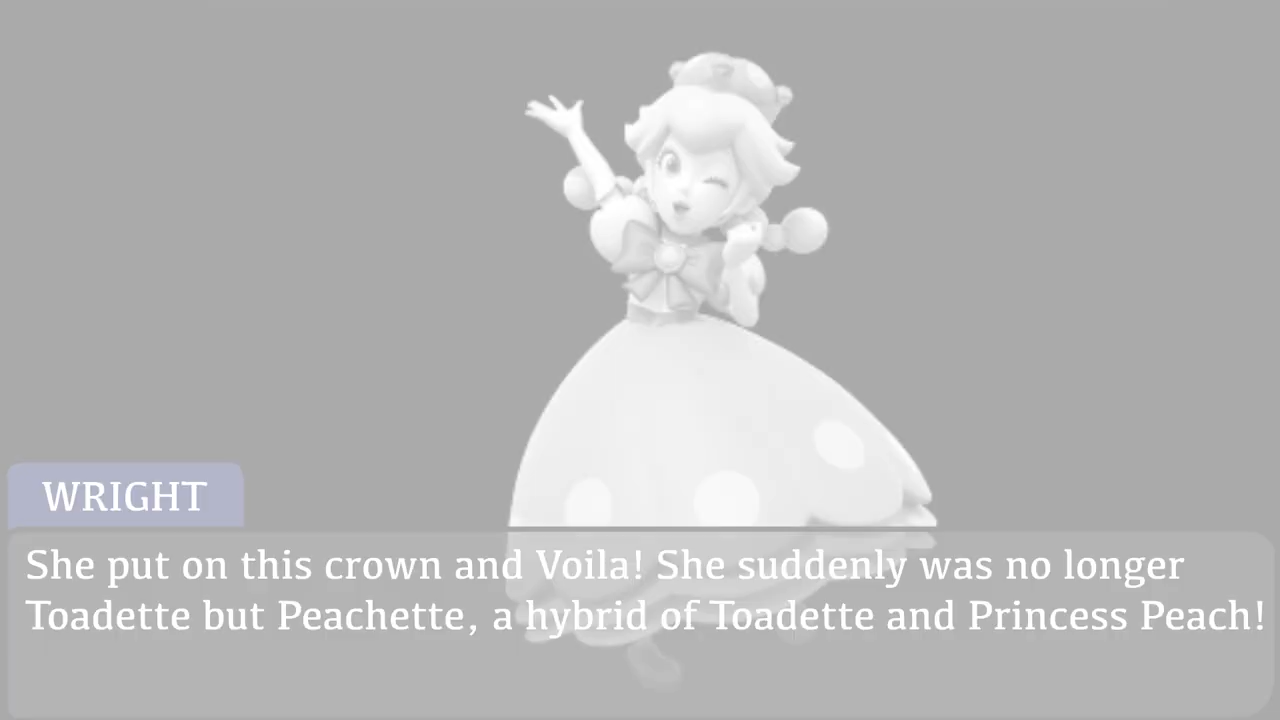 WRIGHT
She put on this crown and Voila! She suddenly was no longer
Toadette but Peachette, a hybrid of Toadette and Princess Peach!